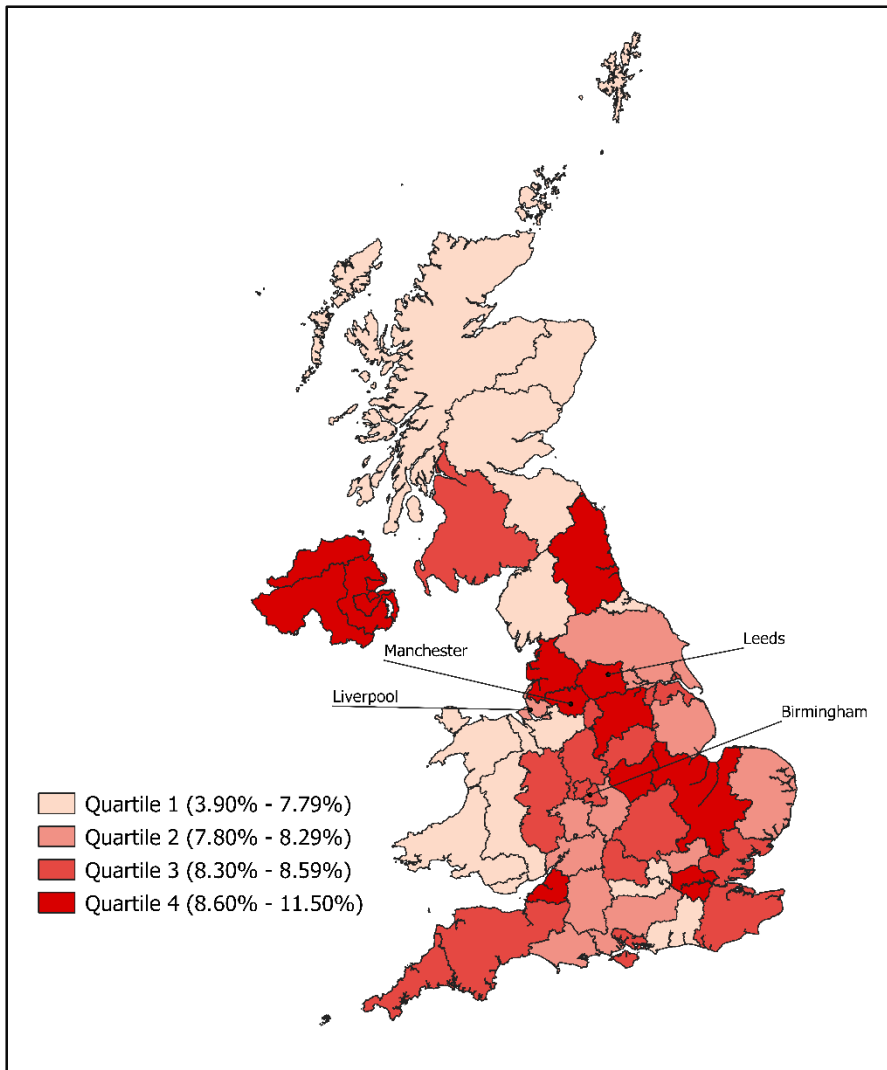 Leeds
Manchester
Liverpool
Birmingham
Quartile 1 (3.90% - 7.79%)
Quartile 2 (7.80% - 8.29%)
Quartile 3 (8.30% - 8.59%)
Quartile 4 (8.60% - 11.50%)